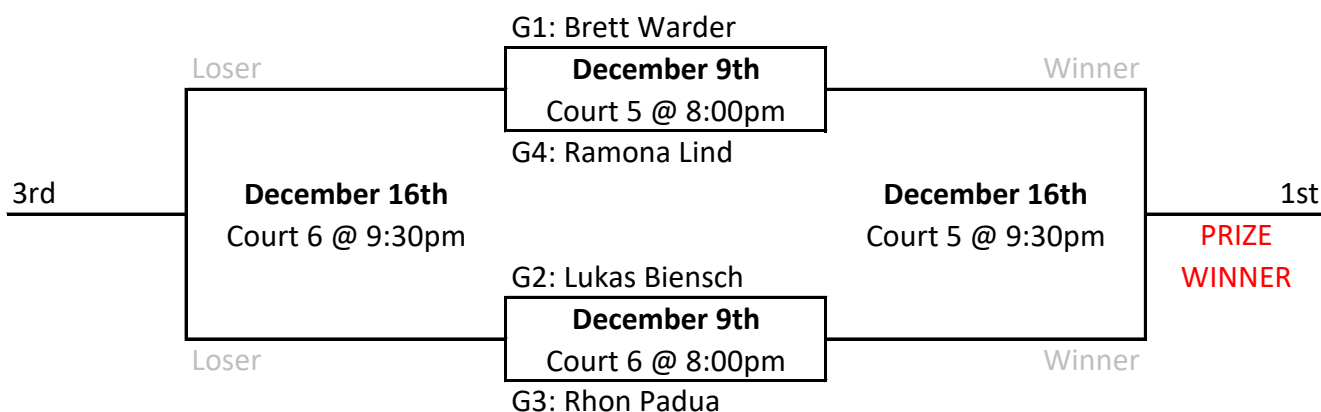 G1: Brett Warder
Loser
December 9th
Winner
Court 5 @ 8:00pm
G4: Ramona Lind
3rd
December 16th
December 16th
1st
Court 6 @ 9:30pm
Court 5 @ 9:30pm
PRIZE
WINNER
G2: Lukas Biensch
December 9th
Loser
Court 6 @ 8:00pm
Winner
G3: Rhon Padua